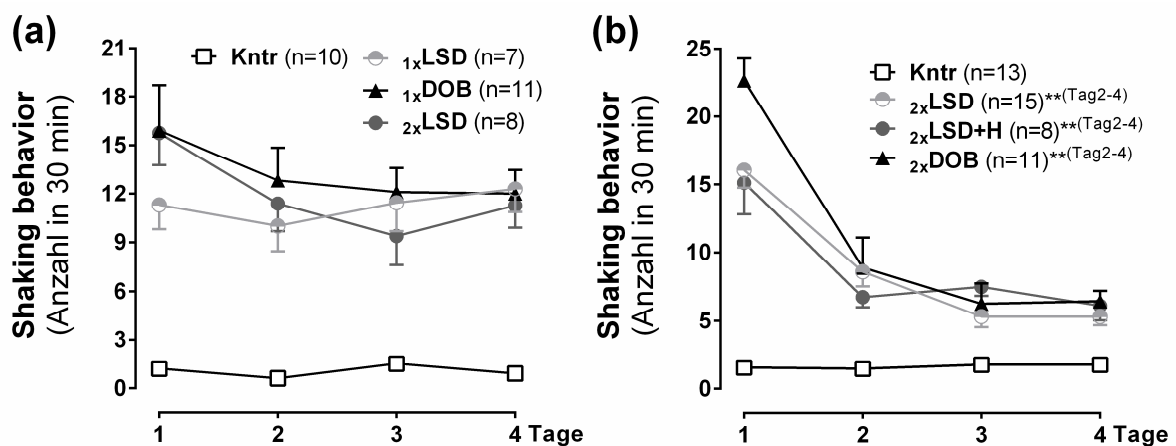 (a)
Shaking behavior
(Anzahl in 30 min)
21
18
15
12
9
6
3
0
Kntr (n=10)
1xLSD (n=7)
1xDOB (n=11)
2xLSD (n=8)
1
2
3
4 Tage
(b)
Shaking behavior
(Anzahl in 30 min)
25
20
15
10
5
0
Kntr (n=13)
2xLSD (n=15)**(Tag2-4)
2xLSD+H (n=8)**(Tag2-4)
2xDOB (n=11)**(Tag2-4)
1
2
3
4 Tage